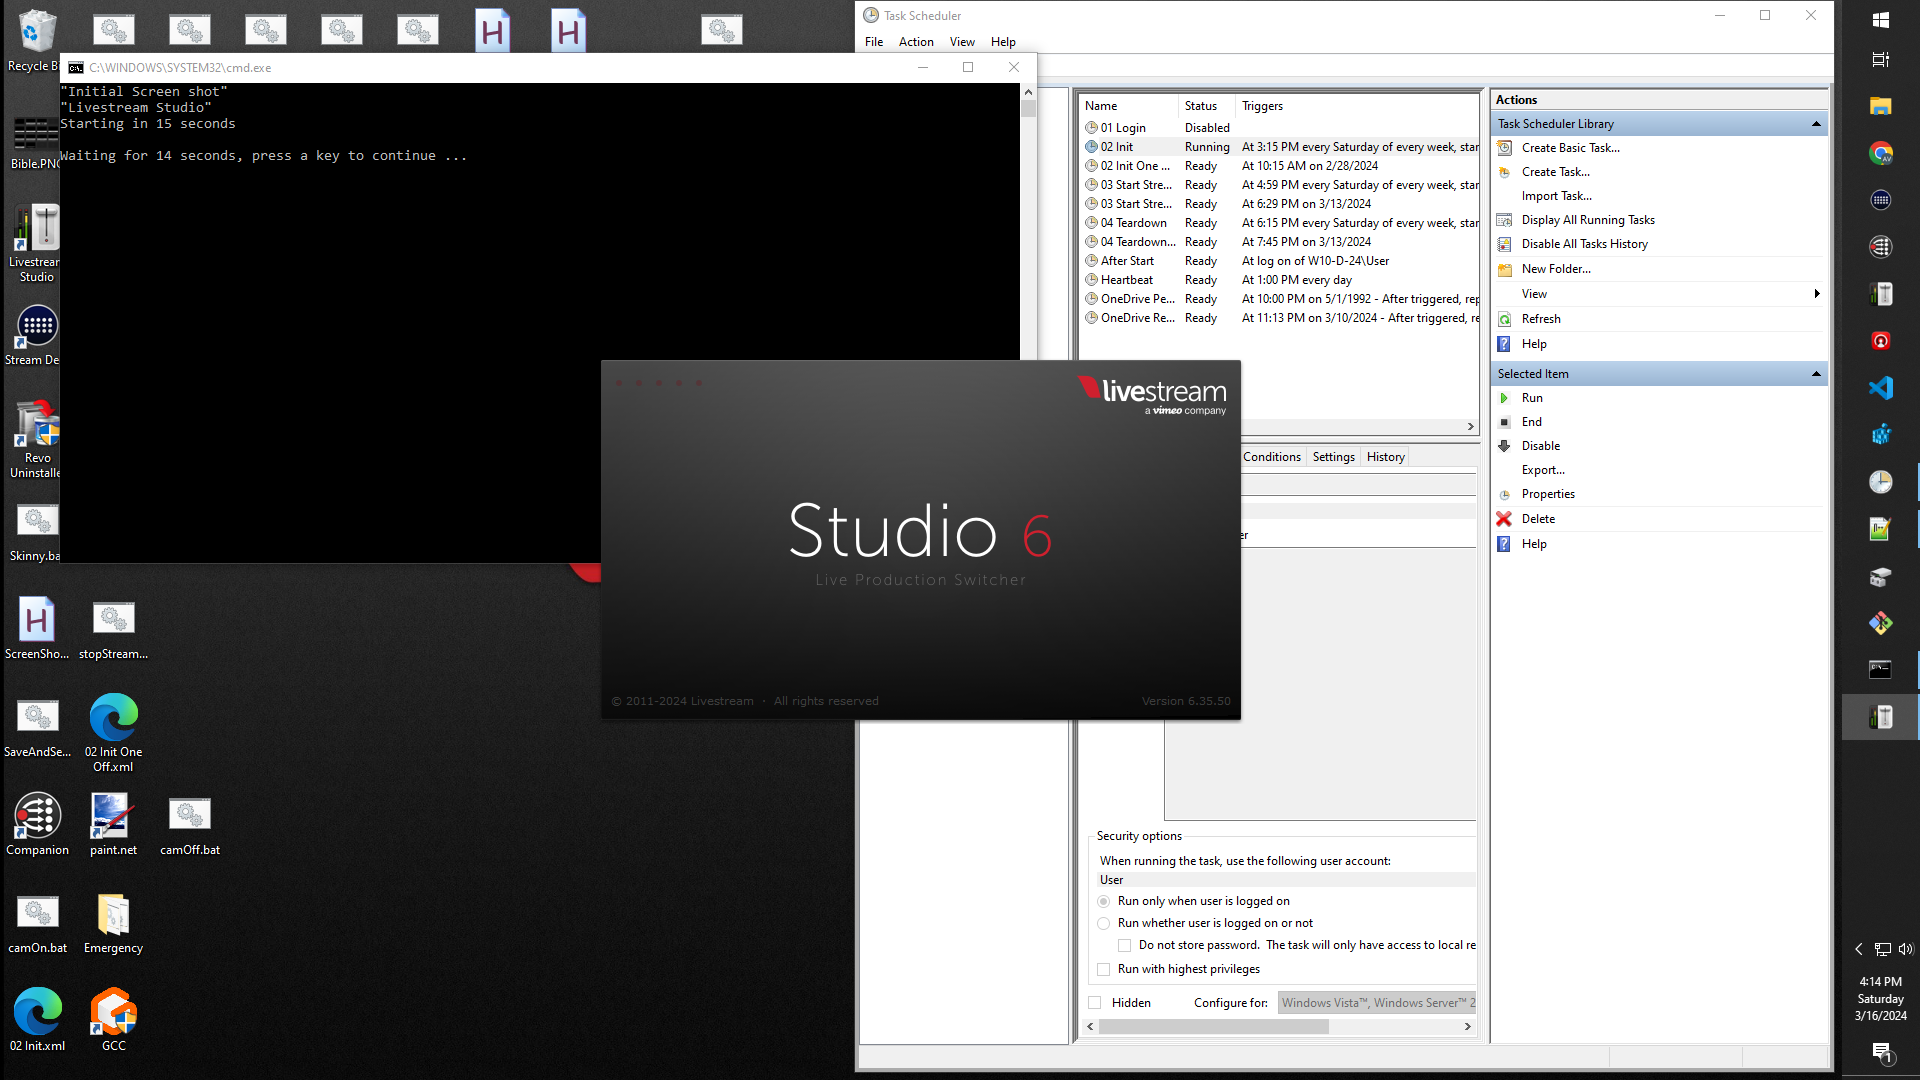 Recycle Bi
Bible.PNG
Livestream
Studio
Stream De
Revo
Uninstalle
Skinny.ba
ScreenSho...
stopStream...
SaveAndSe...
02 Init One
Off.xml
Companion
paint.net
camOff.bat
camOn.bat
Emergency
02 Init.xml
GCC
C:\WINDOWS\SYSTEM32\cmd.exe
"Initial Screen shot"
"Livestream Studio"
Starting in 15 seconds
Waiting for 14 seconds, press a key to continue ...
livestream
a vimeo company
Studio 6
Live Production Switcher
© 2011-2024 Livestream · All rights reserved
Version 6.35.50
Task Scheduler
File Action View Help
Name Status Triggers
01 Login Disabled
02 Init Running At 3:15 PM every Saturday of every week, star
02 Init One ... Ready At 10:15 AM on 2/28/2024
03 Start Stre... Ready At 4:59 PM every Saturday of every week, star
03 Start Stre... Ready At 6:29 PM on 3/13/2024
04 Teardown Ready At 6:15 PM every Saturday of every week, star
04 Teardown... Ready At 7:45 PM on 3/13/2024
After Start Ready At log on of W10-D-24\User
Heartbeat Ready At 1:00 PM every day
OneDrive Pe... Ready At 10:00 PM on 5/1/1992 - After triggered, rep
OneDrive Re... Ready At 11:13 PM on 3/10/2024 - After triggered, re
Conditions Settings History
er
Security options
When running the task, use the following user account:
User
Run only when user is logged on
Run whether user is logged on or not
Do not store password. The task will only have access to local re
Run with highest privileges
Hidden Configure for: Windows Vista™, Windows Server™ 2
Actions
Task Scheduler Library
Create Basic Task...
Create Task...
Import Task...
Display All Running Tasks
Disable All Tasks History
New Folder...
View
Refresh
Help
Selected Item
Run
End
Disable
Export...
Properties
Delete
Help
4:14 PM
Saturday
3/16/2024
1